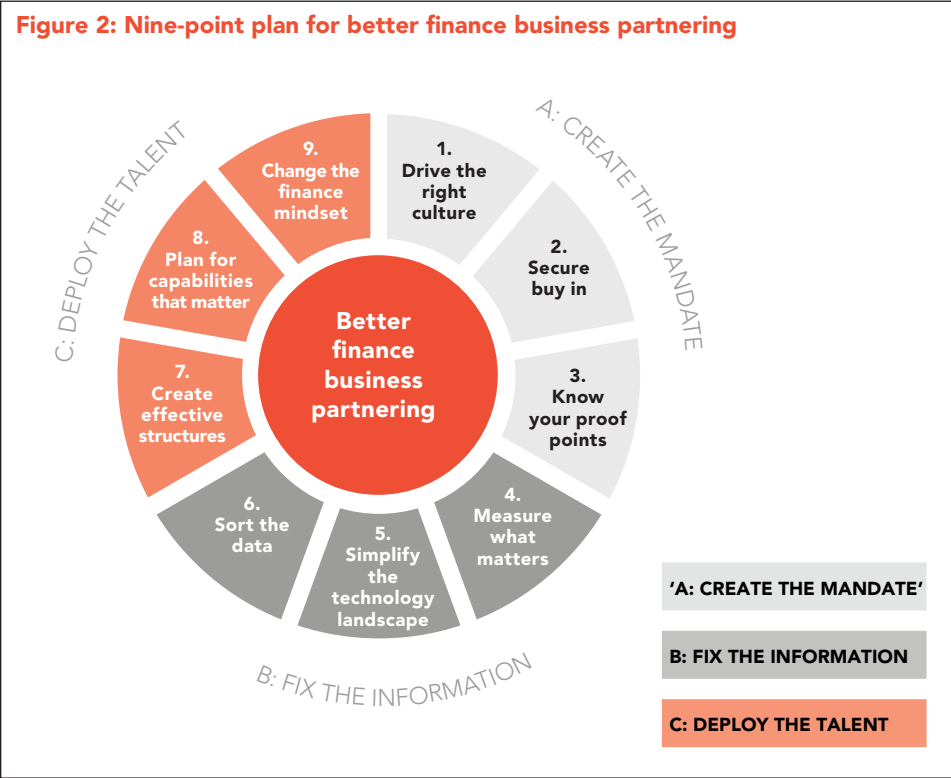 Figure 2: Nine-point plan for better finance business partnering
A: CREATE THE MANDATE
1.
Drive the
right
culture
2.
Secure
buy in
3.
Know
your proof
points
4.
Measure
what
matters
5.
Simplify
the
technology
landscape
6.
Sort the
data
B: FIX THE INFORMATION
7.
Create
effective
structures
8.
Plan for
capabilities
that matter
9.
Change the
finance
mindset
C: DEPLOY THE TALENT
Better
finance
business
partnering
'A: CREATE THE MANDATE'
B: FIX THE INFORMATION
C: DEPLOY THE TALENT